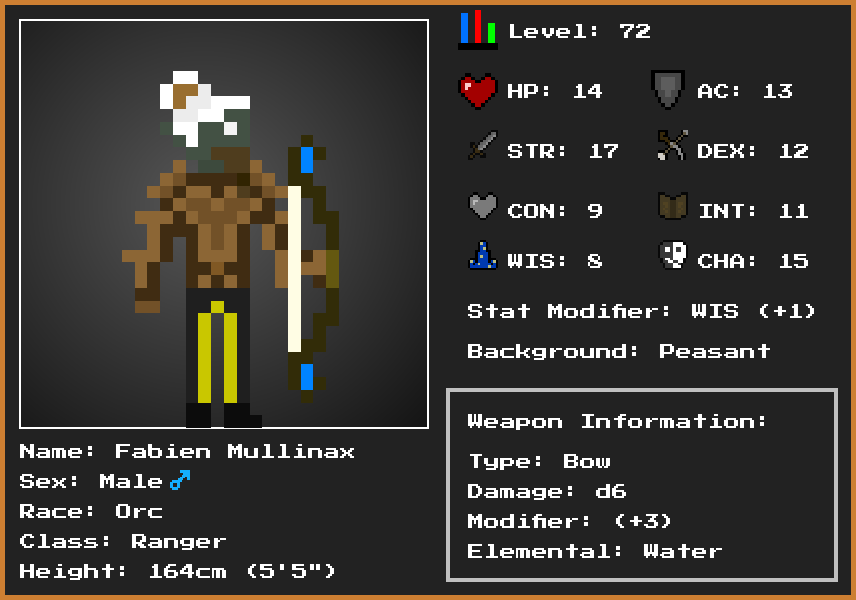 Level: 72
HP: 14
AC: 13
STR: 17
DEX: 12
CON: 9
INT: 11
WIS: 8
CHA: 15
Stat Modifier: WIS (+1)
Background: Peasant
Weapon Information:
Type: Bow
Damage: d6
Modifier: (+3)
Elemental: Water
Name: Fabien Mullinax
Sex: Male♂
Race: Orc
Class: Ranger
Height: 164cm (5'5")